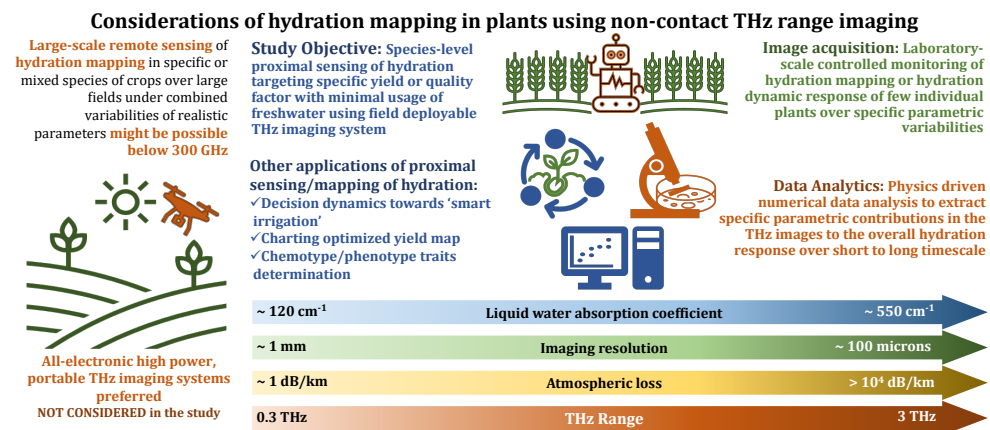 Considerations of hydration mapping in plants using non-contact THz range imaging
Large-scale remote sensing of
hydration mapping in specific or
mixed species of crops over large
fields under combined
variabilities of realistic
parameters might be possible
below 300 GHz
All-electronic high power,
portable THz imaging systems
preferred
NOT CONSIDERED in the study
Study Objective: Species-level
proximal sensing of hydration
targeting specific yield or quality
factor with minimal usage of
freshwater using field deployable
THz imaging system
Other applications of proximal
sensing/mapping of hydration:
✓Decision dynamics towards ‘smart
irrigation’
✓Charting optimized yield map
✓Chemotype/phenotype traits
determination
Image acquisition: Laboratory-
scale controlled monitoring of
hydration mapping or hydration
dynamic response of few individual
plants over specific parametric
variabilities
Data Analytics: Physics driven
numerical data analysis to extract
specific parametric contributions in the
THz images to the overall hydration
response over short to long timescale
~ 120 cm⁻¹ Liquid water absorption coefficient ~ 550 cm⁻¹
~ 1 mm Imaging resolution ~ 100 microns
~ 1 dB/km Atmospheric loss > 10⁴ dB/km
0.3 THz THz Range 3 THz